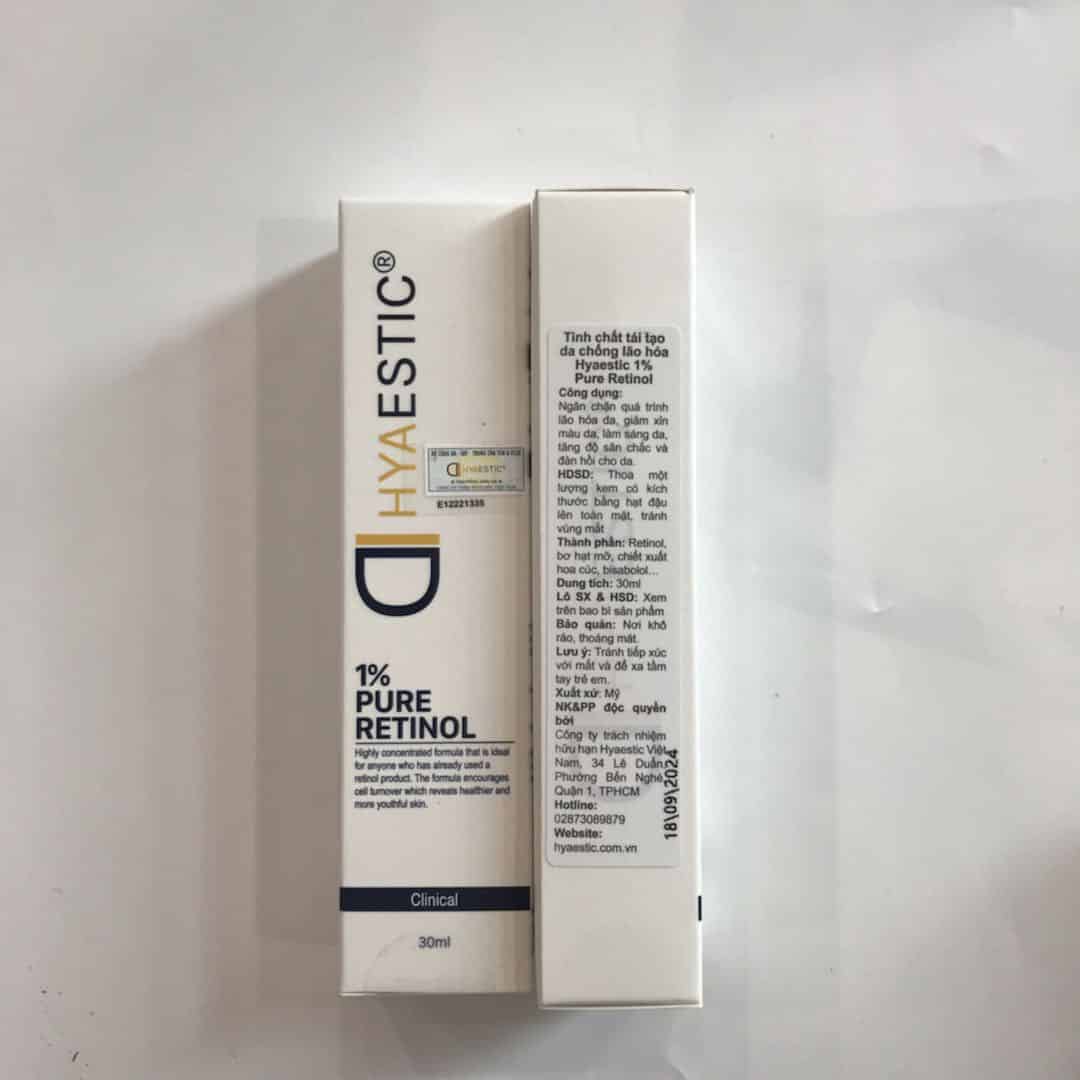 HYAESTIC®
HYAESTIC®
E12221335
1%
PURE
RETINOL
Highly concentrated formula that is ideal
for anyone who has already used a
retinol product. The formula encourages
cell turnover which reveals healthier and
more youthful skin.
Clinical
30ml
Tinh chất tái tạo
da chống lão hóa
Hyaestic 1%
Pure Retinol
Công dụng:
Ngăn chặn quá trình
lão hóa da, giảm xỉn
màu da, làm sáng da,
tăng độ săn chắc và
đàn hồi cho da.
HDSD: Thoa một
lượng kem có kích
thước bằng hạt đậu
lên toàn mặt, tránh
vùng mắt
Thành phần: Retinol,
bơ hạt mỡ, chiết xuất
hoa cúc, bisabolol...
Dung tích: 30ml
Lô SX & HSD: Xem
trên bao bì sản phẩm
Bảo quản: Nơi khô
ráo, thoáng mát.
Lưu ý: Tránh tiếp xúc
với mắt và để xa tầm
tay trẻ em.
Xuất xứ: Mỹ
NK&PP độc quyền
bởi
Công ty trách nhiệm
hữu hạn Hyaestic Việt
Nam, 34 Lê Duẩn,
Phường Bến Nghé,
Quận 1, TPHCM
Hotline:
02873089879
Website:
hyaestic.com.vn
18\09\2024